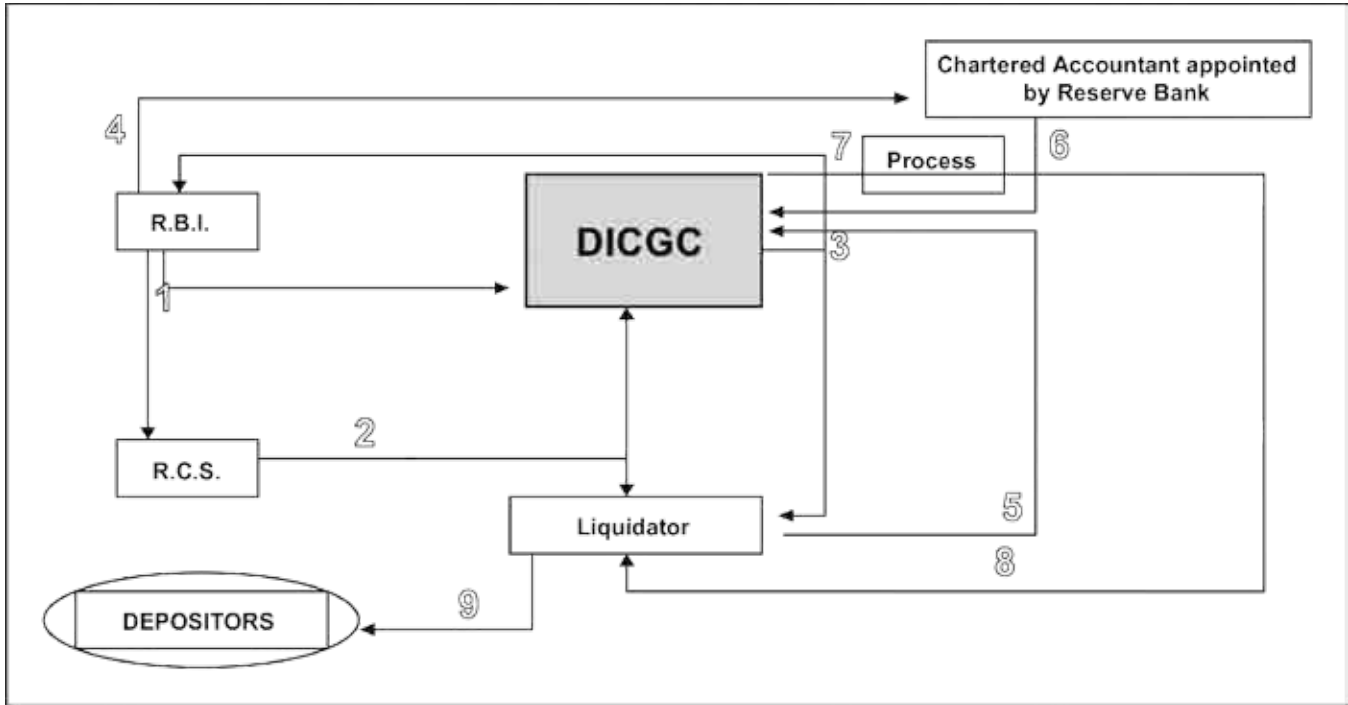 Chartered Accountant appointed
by Reserve Bank
4
7
Process
6
R.B.I.
DICGC
3
1
2
R.C.S.
Liquidator
5
8
9
DEPOSITORS